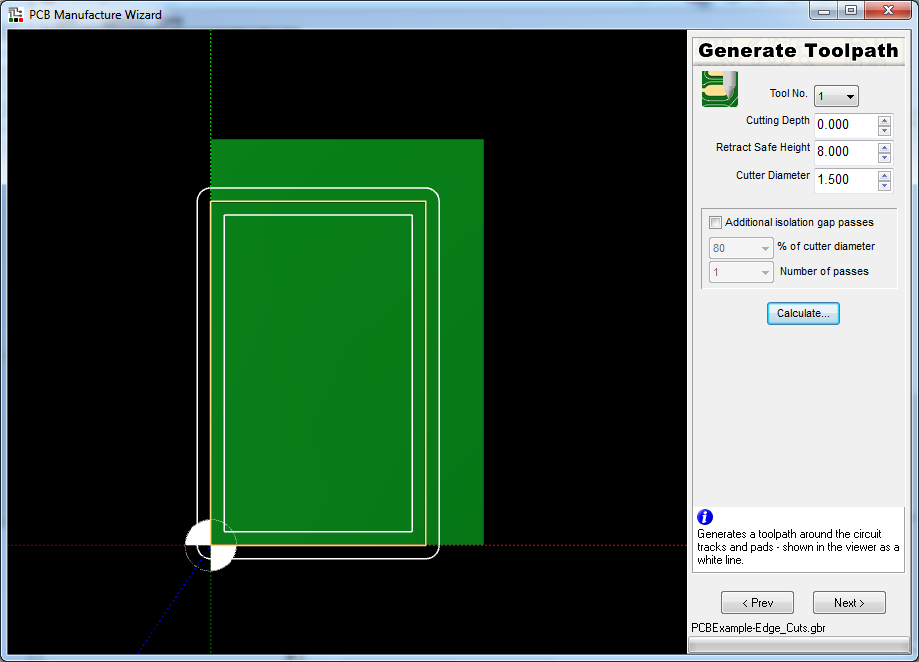 PCB Manufacture Wizard
Generate Toolpath
Tool No. 1
Cutting Depth 0.000
Retract Safe Height 8.000
Cutter Diameter 1.500
Additional isolation gap passes
80 % of cutter diameter
1 Number of passes
Calculate...
i
Generates a toolpath around the circuit
tracks and pads - shown in the viewer as a
white line.
< Prev Next >
PCBExample-Edge_Cuts.gbr